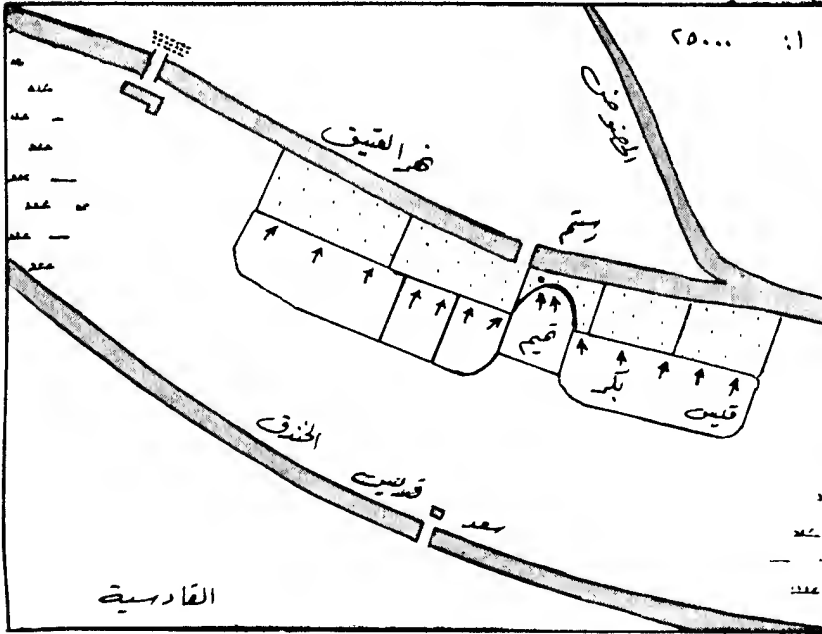 ١: ٢٥٠٠٠
الحضوض
نهر العتيق
رستم
تميم
بكر
قيس
الخندق
قديس
سعد
القادسية